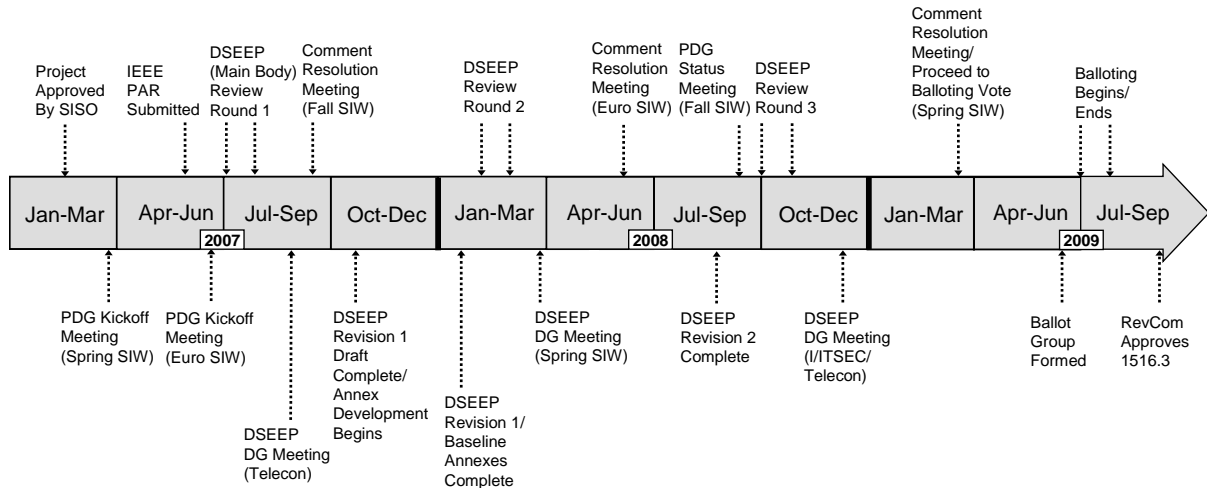 Project
Approved
By SISO
IEEE
PAR
Submitted
DSEEP
(Main Body)
Review
Round 1
Comment
Resolution
Meeting
(Fall SIW)
DSEEP
Review
Round 2
Comment
Resolution
Meeting
(Euro SIW)
PDG
Status
Meeting
(Fall SIW)
DSEEP
Review
Round 3
Comment
Resolution
Meeting/
Proceed to
Balloting Vote
(Spring SIW)
Balloting
Begins/
Ends
Jan-Mar
Apr-Jun
Jul-Sep
Oct-Dec
Jan-Mar
Apr-Jun
Jul-Sep
Oct-Dec
Jan-Mar
Apr-Jun
Jul-Sep
2007
2008
2009
PDG Kickoff
Meeting
(Spring SIW)
PDG Kickoff
Meeting
(Euro SIW)
DSEEP
DG Meeting
(Telecon)
DSEEP
Revision 1
Draft
Complete/
Annex
Development
Begins
DSEEP
Revision 1/
Baseline
Annexes
Complete
DSEEP
DG Meeting
(Spring SIW)
DSEEP
Revision 2
Complete
DSEEP
DG Meeting
(I/ITSEC/
Telecon)
Ballot
Group
Formed
RevCom
Approves
1516.3